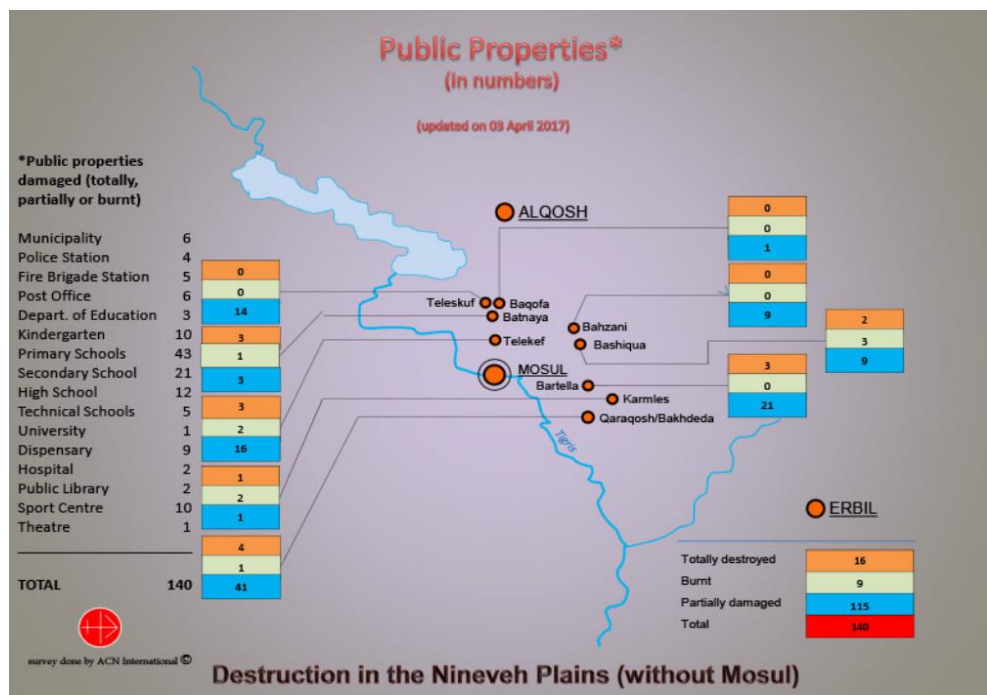 Public Properties*
(In numbers)
(updated on 03 April 2017)
*Public properties
damaged (totally,
partially or burnt)
Municipality 6
Police Station 4
Fire Brigade Station 5
Post Office 6
Depart. of Education 3
Kindergarten 10
Primary Schools 43
Secondary School 21
High School 12
Technical Schools 5
University 1
Dispensary 9
Hospital 2
Public Library 2
Sport Centre 10
Theatre 1
TOTAL 140
0
0
14
3
1
3
3
2
16
1
2
1
4
1
41
ALQOSH
Teleskuf
Baqofa
Batnaya
Telekef
Bahzani
Bashiqua
MOSUL
Bartella
Karmles
Qaraqosh/Bakhdeda
Tigris
ERBIL
0
0
1
0
0
9
2
3
9
3
0
21
Totally destroyed 16
Burnt 9
Partially damaged 115
Total 140
survey done by ACN International ©
Destruction in the Nineveh Plains (without Mosul)